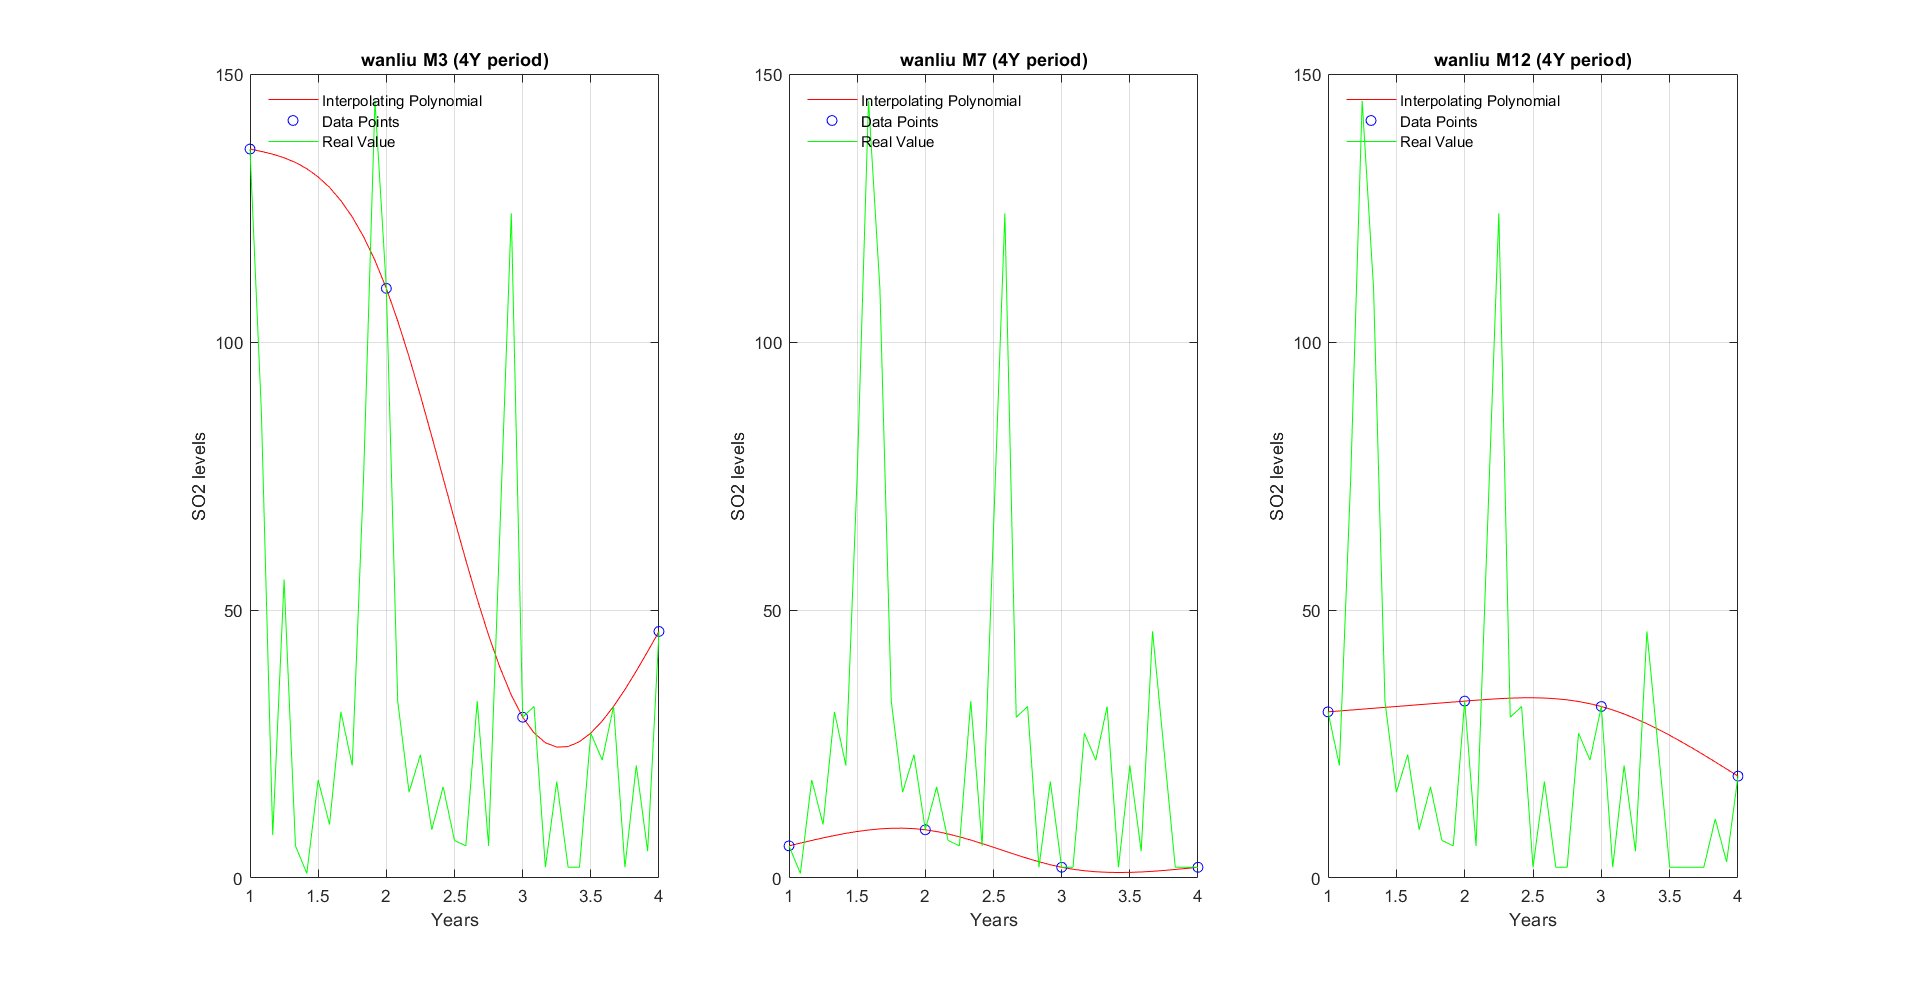 wanliu M3 (4Y period)
150
100
50
0
SO2 levels
Interpolating Polynomial
Data Points
Real Value
1 1.5 2 2.5 3 3.5 4
Years
wanliu M7 (4Y period)
150
100
50
0
SO2 levels
Interpolating Polynomial
Data Points
Real Value
1 1.5 2 2.5 3 3.5 4
Years
wanliu M12 (4Y period)
150
100
50
0
SO2 levels
Interpolating Polynomial
Data Points
Real Value
1 1.5 2 2.5 3 3.5 4
Years